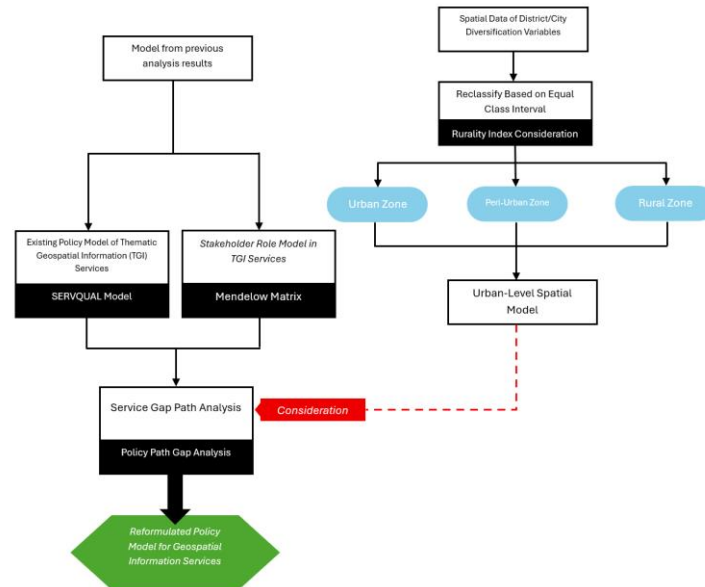 Model from previous
analysis results
Existing Policy Model of Thematic
Geospatial Information (TGI)
Services
SERVQUAL Model
Stakeholder Role Model in
TGI Services
Mendelow Matrix
Spatial Data of District/City
Diversification Variables
Reclassify Based on Equal
Class Interval
Rurality Index Consideration
Urban Zone
Peri-Urban Zone
Rural Zone
Urban-Level Spatial
Model
Service Gap Path Analysis
Consideration
Policy Path Gap Analysis
Reformulated Policy
Model for Geospatial
Information Services